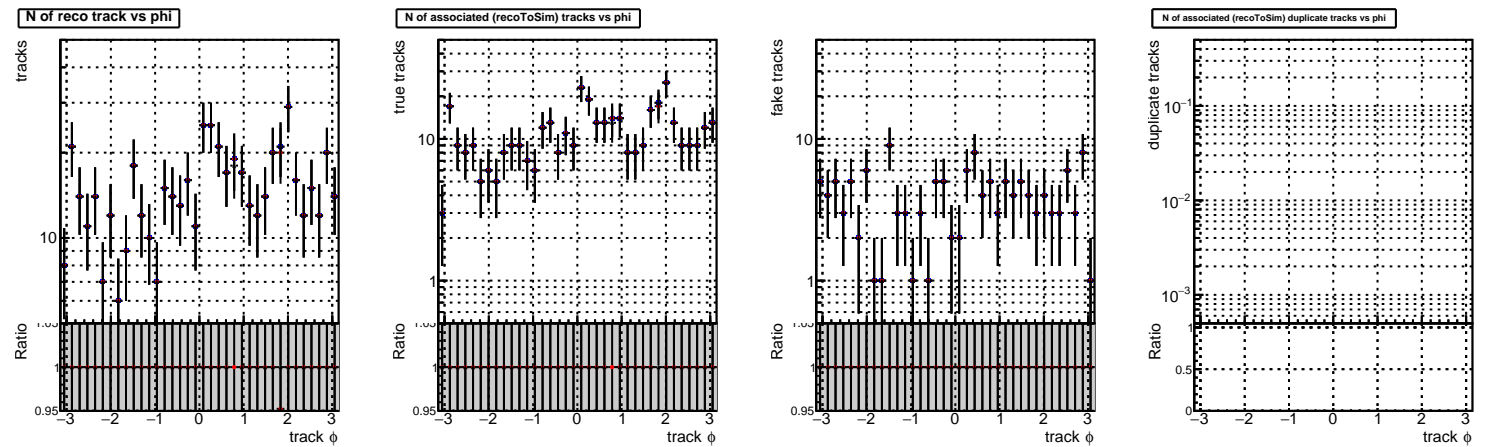 N of reco track vs phi
tracks
10
Ratio
1.05
1
0.95
−3 −2 −1 0 1 2 3
track ϕ
N of associated (recoToSim) tracks vs phi
true tracks
10
1
Ratio
1.05
1
0.95
−3 −2 −1 0 1 2 3
track ϕ
fake tracks
10
1
Ratio
1.05
1
0.95
−3 −2 −1 0 1 2 3
track ϕ
N of associated (recoToSim) duplicate tracks vs phi
duplicate tracks
10⁻¹
10⁻²
10⁻³
Ratio
1
0.5
0
−3 −2 −1 0 1 2 3
track ϕ